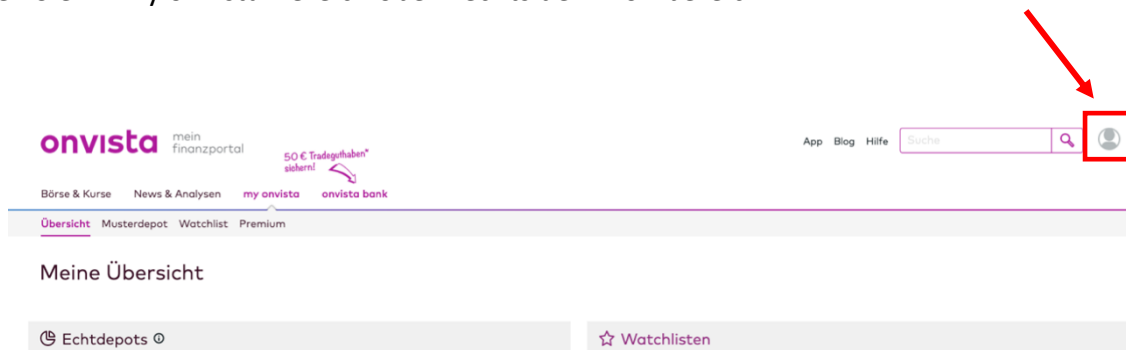 onvista mein finanzportal
50 € Tradeguthaben*
sichern!
App Blog Hilfe Suche
Börse & Kurse News & Analysen my onvista onvista bank
Übersicht Musterdepot Watchlist Premium
Meine Übersicht
Echtdepots
Watchlisten